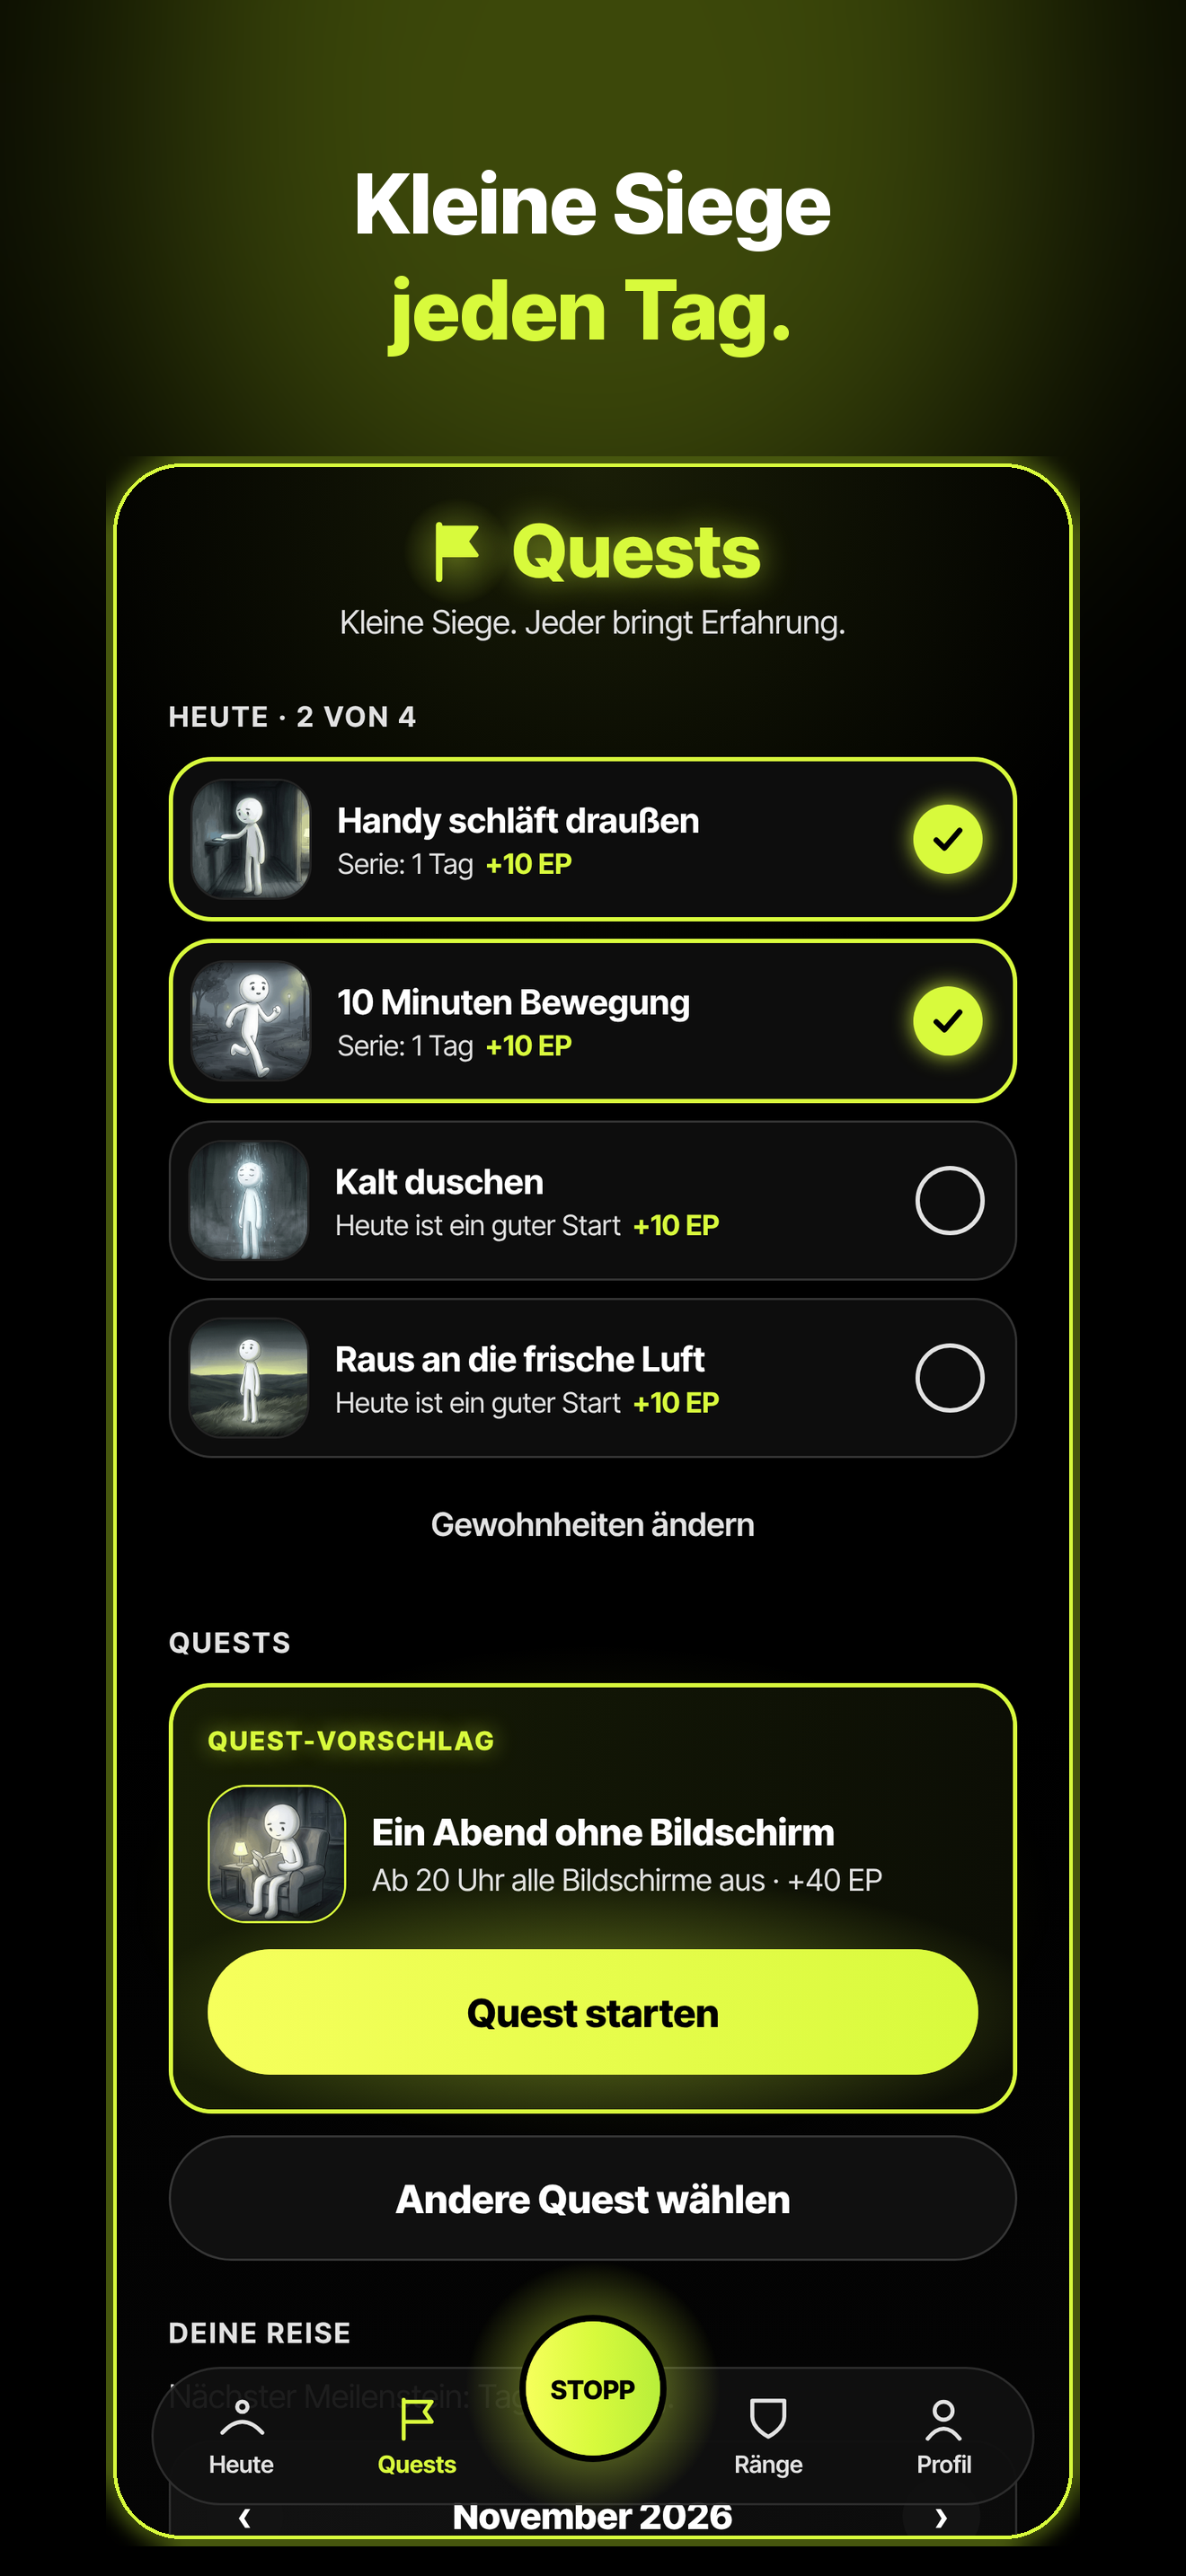 Kleine Siege
jeden Tag.
Quests
Kleine Siege. Jeder bringt Erfahrung.
HEUTE · 2 VON 4
Handy schläft draußen
Serie: 1 Tag +10 EP
10 Minuten Bewegung
Serie: 1 Tag +10 EP
Kalt duschen
Heute ist ein guter Start +10 EP
Raus an die frische Luft
Heute ist ein guter Start +10 EP
Gewohnheiten ändern
QUESTS
QUEST-VORSCHLAG
Ein Abend ohne Bildschirm
Ab 20 Uhr alle Bildschirme aus · +40 EP
Quest starten
Andere Quest wählen
DEINE REISE
Nächster Meilenstein: Tag
STOPP
Heute
Quests
Ränge
Profil
‹ November 2026 ›